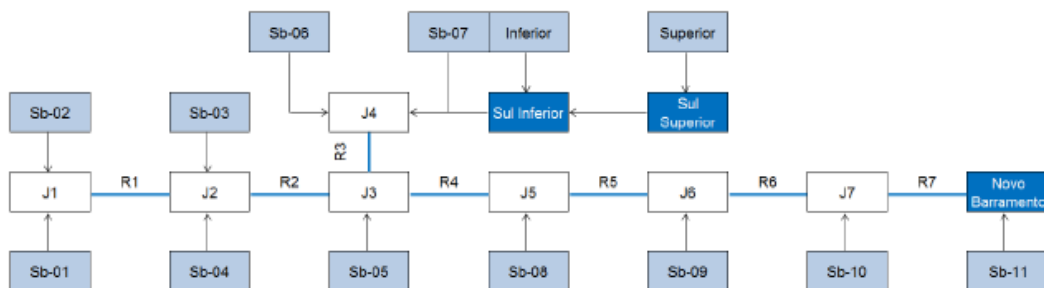 Sb-06
Sb-07
Inferior
Superior
Sb-02
Sb-03
J4
Sul Inferior
Sul
Superior
R3
J1
R1
J2
R2
J3
R4
J5
R5
J6
R6
J7
R7
Novo
Barramento
Sb-01
Sb-04
Sb-05
Sb-08
Sb-09
Sb-10
Sb-11